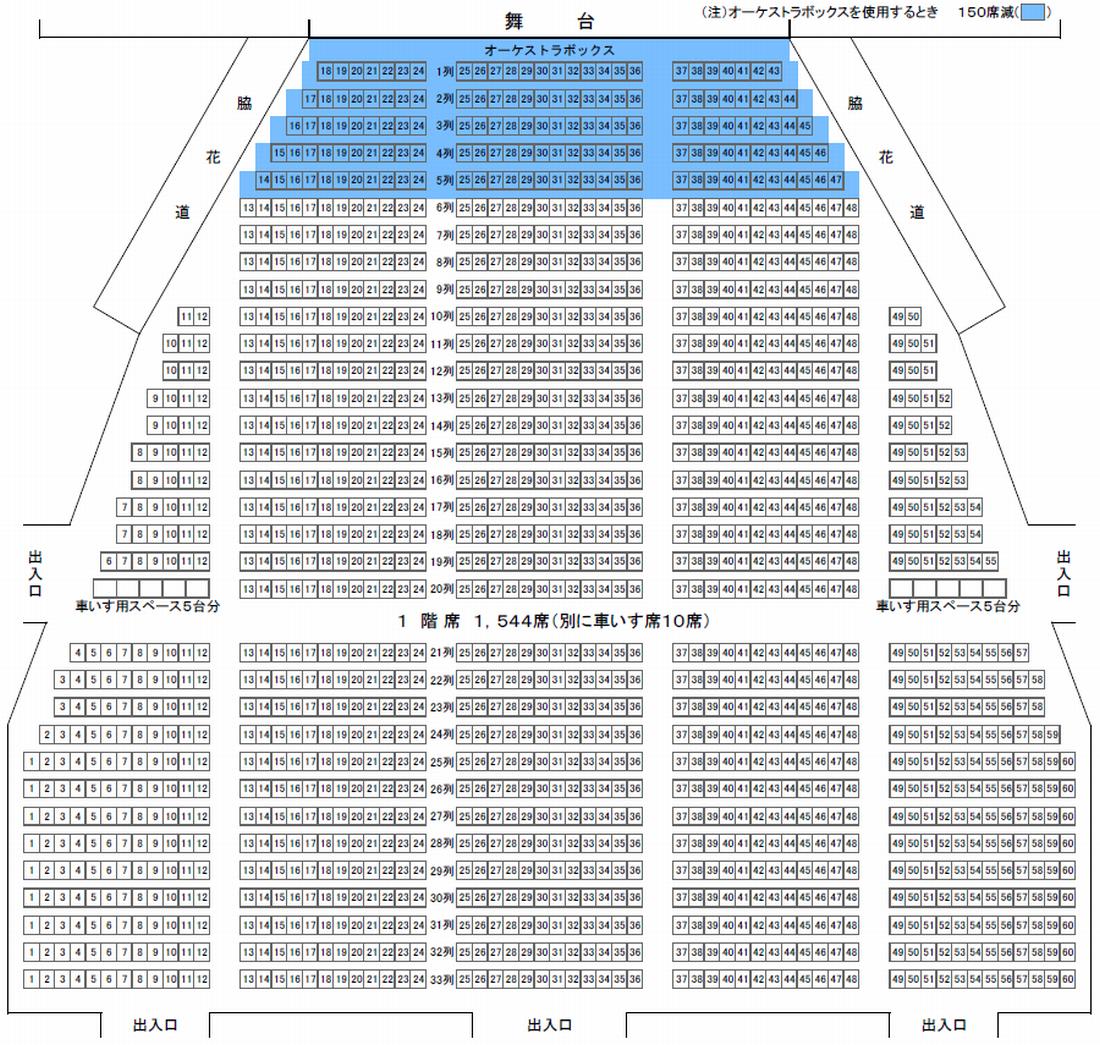 (注)オーケストラボックスを使用するとき 150席減( )
舞 台
オーケストラボックス
18 19 20 21 22 23 24 1列 25 26 27 28 29 30 31 32 33 34 35 36 37 38 39 40 41 42 43
17 18 19 20 21 22 23 24 2列 25 26 27 28 29 30 31 32 33 34 35 36 37 38 39 40 41 42 43 44
16 17 18 19 20 21 22 23 24 3列 25 26 27 28 29 30 31 32 33 34 35 36 37 38 39 40 41 42 43 44 45
15 16 17 18 19 20 21 22 23 24 4列 25 26 27 28 29 30 31 32 33 34 35 36 37 38 39 40 41 42 43 44 45 46
14 15 16 17 18 19 20 21 22 23 24 5列 25 26 27 28 29 30 31 32 33 34 35 36 37 38 39 40 41 42 43 44 45 46 47
脇花道
脇花道
13 14 15 16 17 18 19 20 21 22 23 24 6列 25 26 27 28 29 30 31 32 33 34 35 36 37 38 39 40 41 42 43 44 45 46 47 48
13 14 15 16 17 18 19 20 21 22 23 24 7列 25 26 27 28 29 30 31 32 33 34 35 36 37 38 39 40 41 42 43 44 45 46 47 48
13 14 15 16 17 18 19 20 21 22 23 24 8列 25 26 27 28 29 30 31 32 33 34 35 36 37 38 39 40 41 42 43 44 45 46 47 48
13 14 15 16 17 18 19 20 21 22 23 24 9列 25 26 27 28 29 30 31 32 33 34 35 36 37 38 39 40 41 42 43 44 45 46 47 48
11 12 13 14 15 16 17 18 19 20 21 22 23 24 10列 25 26 27 28 29 30 31 32 33 34 35 36 37 38 39 40 41 42 43 44 45 46 47 48 49 50
10 11 12 13 14 15 16 17 18 19 20 21 22 23 24 11列 25 26 27 28 29 30 31 32 33 34 35 36 37 38 39 40 41 42 43 44 45 46 47 48 49 50 51
10 11 12 13 14 15 16 17 18 19 20 21 22 23 24 12列 25 26 27 28 29 30 31 32 33 34 35 36 37 38 39 40 41 42 43 44 45 46 47 48 49 50 51
9 10 11 12 13 14 15 16 17 18 19 20 21 22 23 24 13列 25 26 27 28 29 30 31 32 33 34 35 36 37 38 39 40 41 42 43 44 45 46 47 48 49 50 51 52
9 10 11 12 13 14 15 16 17 18 19 20 21 22 23 24 14列 25 26 27 28 29 30 31 32 33 34 35 36 37 38 39 40 41 42 43 44 45 46 47 48 49 50 51 52
8 9 10 11 12 13 14 15 16 17 18 19 20 21 22 23 24 15列 25 26 27 28 29 30 31 32 33 34 35 36 37 38 39 40 41 42 43 44 45 46 47 48 49 50 51 52 53
8 9 10 11 12 13 14 15 16 17 18 19 20 21 22 23 24 16列 25 26 27 28 29 30 31 32 33 34 35 36 37 38 39 40 41 42 43 44 45 46 47 48 49 50 51 52 53
7 8 9 10 11 12 13 14 15 16 17 18 19 20 21 22 23 24 17列 25 26 27 28 29 30 31 32 33 34 35 36 37 38 39 40 41 42 43 44 45 46 47 48 49 50 51 52 53 54
7 8 9 10 11 12 13 14 15 16 17 18 19 20 21 22 23 24 18列 25 26 27 28 29 30 31 32 33 34 35 36 37 38 39 40 41 42 43 44 45 46 47 48 49 50 51 52 53 54
6 7 8 9 10 11 12 13 14 15 16 17 18 19 20 21 22 23 24 19列 25 26 27 28 29 30 31 32 33 34 35 36 37 38 39 40 41 42 43 44 45 46 47 48 49 50 51 52 53 54 55
出入口
出入口
13 14 15 16 17 18 19 20 21 22 23 24 20列 25 26 27 28 29 30 31 32 33 34 35 36 37 38 39 40 41 42 43 44 45 46 47 48
車いす用スペース5台分 車いす用スペース5台分
1 階 席 1,544席(別に車いす席10席)
4 5 6 7 8 9 10 11 12 13 14 15 16 17 18 19 20 21 22 23 24 21列 25 26 27 28 29 30 31 32 33 34 35 36 37 38 39 40 41 42 43 44 45 46 47 48 49 50 51 52 53 54 55 56 57
3 4 5 6 7 8 9 10 11 12 13 14 15 16 17 18 19 20 21 22 23 24 22列 25 26 27 28 29 30 31 32 33 34 35 36 37 38 39 40 41 42 43 44 45 46 47 48 49 50 51 52 53 54 55 56 57 58
3 4 5 6 7 8 9 10 11 12 13 14 15 16 17 18 19 20 21 22 23 24 23列 25 26 27 28 29 30 31 32 33 34 35 36 37 38 39 40 41 42 43 44 45 46 47 48 49 50 51 52 53 54 55 56 57 58
2 3 4 5 6 7 8 9 10 11 12 13 14 15 16 17 18 19 20 21 22 23 24 24列 25 26 27 28 29 30 31 32 33 34 35 36 37 38 39 40 41 42 43 44 45 46 47 48 49 50 51 52 53 54 55 56 57 58 59
1 2 3 4 5 6 7 8 9 10 11 12 13 14 15 16 17 18 19 20 21 22 23 24 25列 25 26 27 28 29 30 31 32 33 34 35 36 37 38 39 40 41 42 43 44 45 46 47 48 49 50 51 52 53 54 55 56 57 58 59 60
1 2 3 4 5 6 7 8 9 10 11 12 13 14 15 16 17 18 19 20 21 22 23 24 26列 25 26 27 28 29 30 31 32 33 34 35 36 37 38 39 40 41 42 43 44 45 46 47 48 49 50 51 52 53 54 55 56 57 58 59 60
1 2 3 4 5 6 7 8 9 10 11 12 13 14 15 16 17 18 19 20 21 22 23 24 27列 25 26 27 28 29 30 31 32 33 34 35 36 37 38 39 40 41 42 43 44 45 46 47 48 49 50 51 52 53 54 55 56 57 58 59 60
1 2 3 4 5 6 7 8 9 10 11 12 13 14 15 16 17 18 19 20 21 22 23 24 28列 25 26 27 28 29 30 31 32 33 34 35 36 37 38 39 40 41 42 43 44 45 46 47 48 49 50 51 52 53 54 55 56 57 58 59 60
1 2 3 4 5 6 7 8 9 10 11 12 13 14 15 16 17 18 19 20 21 22 23 24 29列 25 26 27 28 29 30 31 32 33 34 35 36 37 38 39 40 41 42 43 44 45 46 47 48 49 50 51 52 53 54 55 56 57 58 59 60
1 2 3 4 5 6 7 8 9 10 11 12 13 14 15 16 17 18 19 20 21 22 23 24 30列 25 26 27 28 29 30 31 32 33 34 35 36 37 38 39 40 41 42 43 44 45 46 47 48 49 50 51 52 53 54 55 56 57 58 59 60
1 2 3 4 5 6 7 8 9 10 11 12 13 14 15 16 17 18 19 20 21 22 23 24 31列 25 26 27 28 29 30 31 32 33 34 35 36 37 38 39 40 41 42 43 44 45 46 47 48 49 50 51 52 53 54 55 56 57 58 59 60
1 2 3 4 5 6 7 8 9 10 11 12 13 14 15 16 17 18 19 20 21 22 23 24 32列 25 26 27 28 29 30 31 32 33 34 35 36 37 38 39 40 41 42 43 44 45 46 47 48 49 50 51 52 53 54 55 56 57 58 59 60
1 2 3 4 5 6 7 8 9 10 11 12 13 14 15 16 17 18 19 20 21 22 23 24 33列 25 26 27 28 29 30 31 32 33 34 35 36 37 38 39 40 41 42 43 44 45 46 47 48 49 50 51 52 53 54 55 56 57 58 59 60
出入口 出入口 出入口